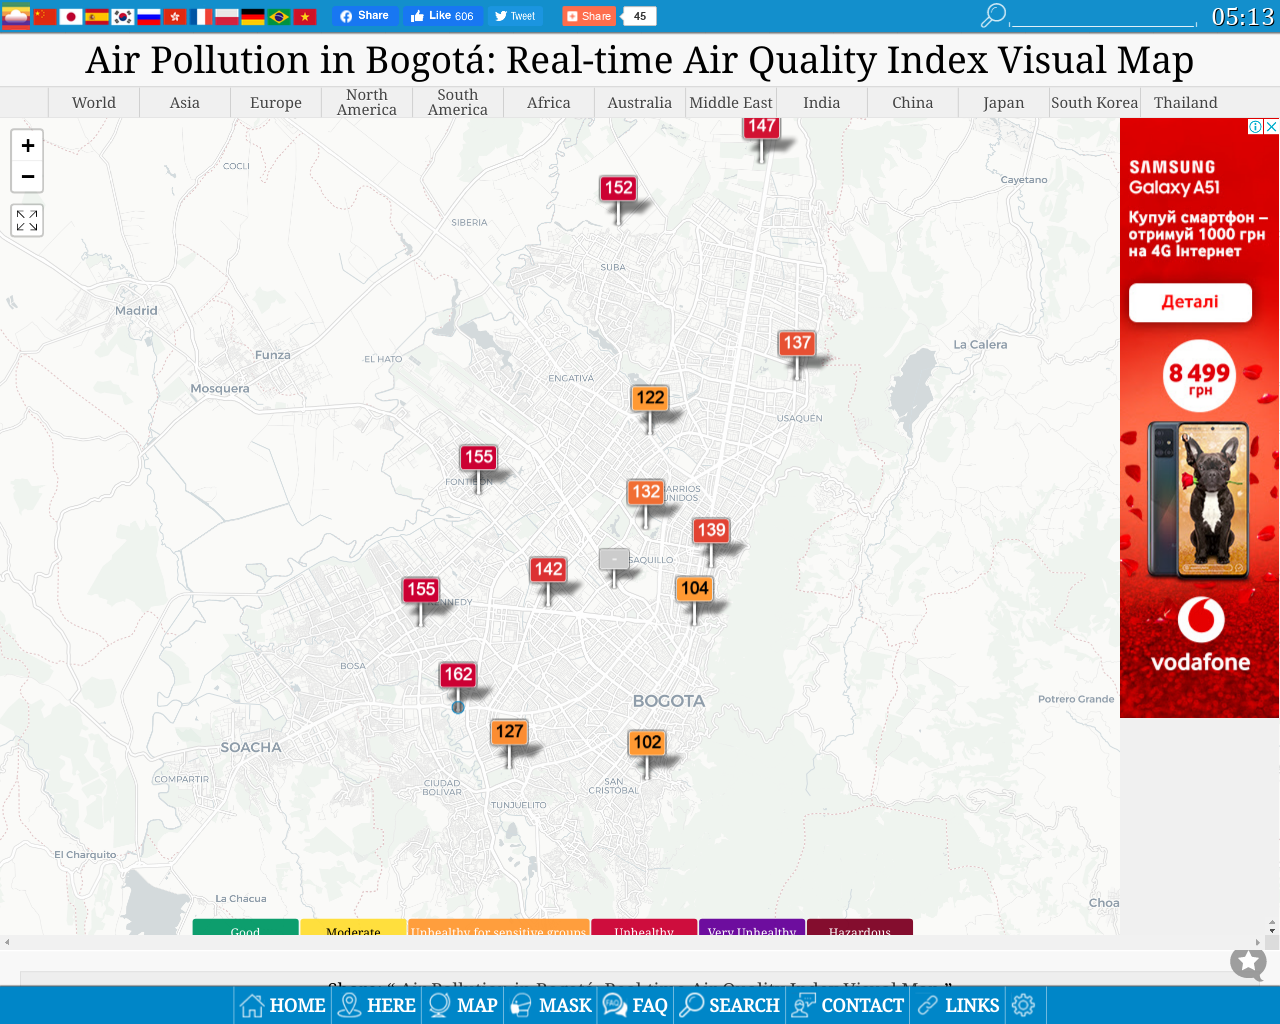 Share
Like 606
Tweet
Share
45
05:13
Air Pollution in Bogotá: Real-time Air Quality Index Visual Map
World
Asia
Europe
North
America
South
America
Africa
Australia
Middle East
India
China
Japan
South Korea
Thailand
+
−
147
COCLI
Cayetano
152
SIBERIA
SUBA
Madrid
137
La Calera
Funza
EL HATO
ENGATIVÁ
Mosquera
122
USAQUÉN
155
132
139
SAQUILLO
142
104
155
BOSA
162
BOGOTA
Potrero Grande
127
102
SOACHA
COMPARTIR
CIUDAD
BOLIVAR
SAN
CRISTÓBAL
TUNJUELITO
El Charquito
La Chacua
Choa
Good
Moderate
Unhealthy for sensitive groups
Unhealthy
Very Unhealthy
Hazardous
SAMSUNG
Galaxy A51
Купуй смартфон –
отримуй 1000 грн
на 4G Інтернет
Деталі
8 499
грн
vodafone
Share: “ Air Pollution in Bogotá: Real-time Air Quality Index Visual Map ”
HOME
HERE
MAP
MASK
FAQ
FAQ
SEARCH
CONTACT
LINKS